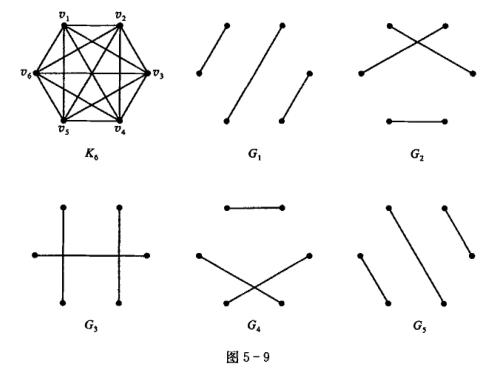 v₁ v₂
v₆ v₃
v₅ v₄
K₆ G₁ G₂
G₃ G₄ G₅
图 5-9